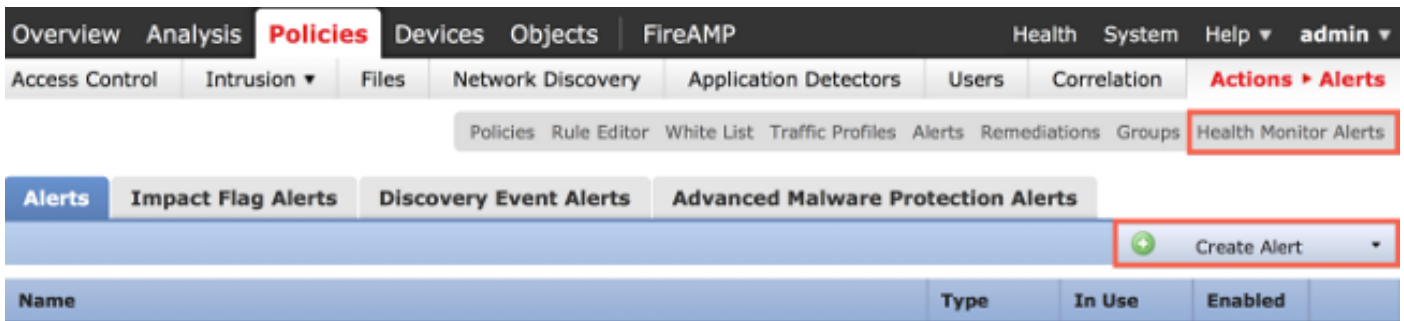 Overview Analysis Policies Devices Objects FireAMP Health System Help ▼ admin ▼
Access Control Intrusion ▼ Files Network Discovery Application Detectors Users Correlation Actions ▸ Alerts
Policies Rule Editor White List Traffic Profiles Alerts Remediations Groups Health Monitor Alerts
Alerts Impact Flag Alerts Discovery Event Alerts Advanced Malware Protection Alerts
Create Alert
Name Type In Use Enabled